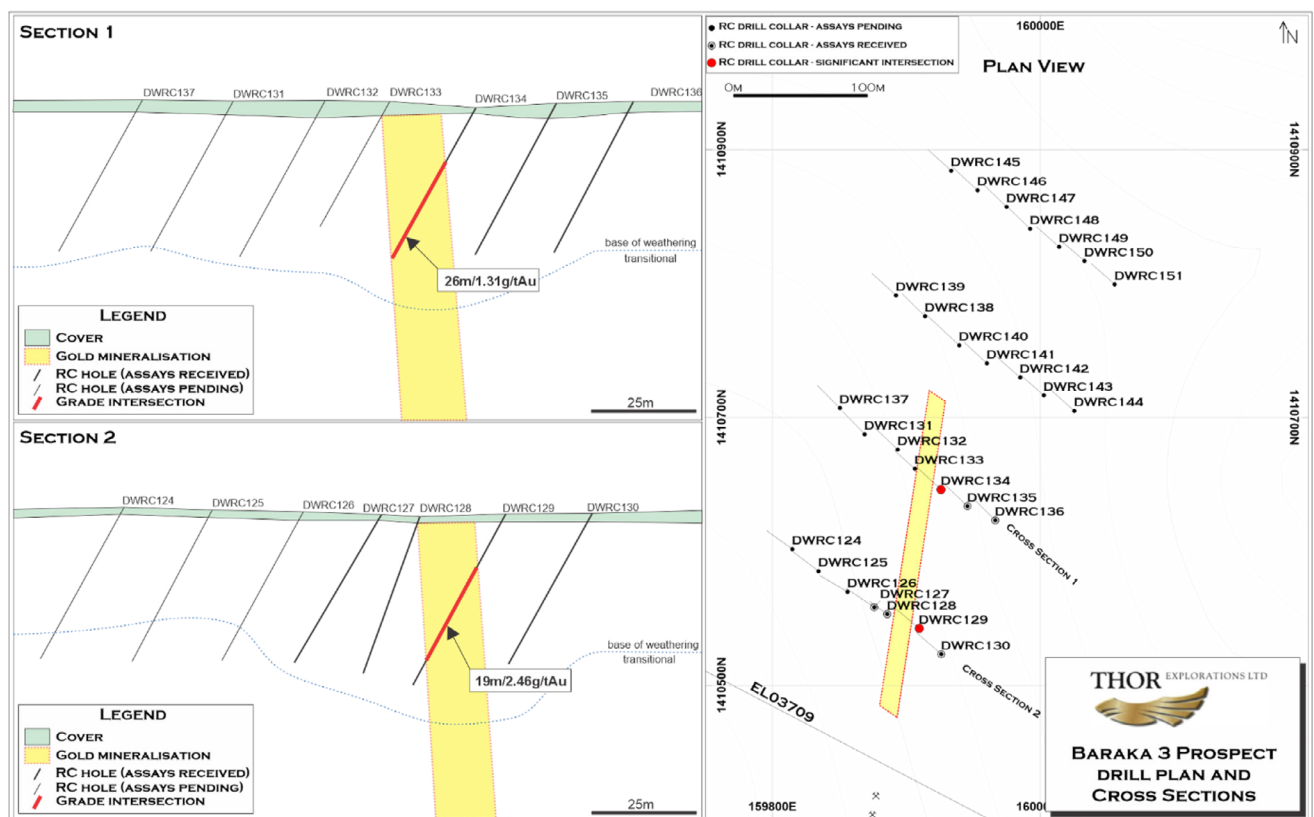 SECTION 1
DWRC137
DWRC131
DWRC132
DWRC133
DWRC134
DWRC135
DWRC136
base of weathering
transitional
26m/1.31g/tAu
LEGEND
COVER
GOLD MINERALISATION
RC HOLE (ASSAYS RECEIVED)
RC HOLE (ASSAYS PENDING)
GRADE INTERSECTION
25m
SECTION 2
DWRC124
DWRC125
DWRC126
DWRC127
DWRC128
DWRC129
DWRC130
base of weathering
transitional
19m/2.46g/tAu
LEGEND
COVER
GOLD MINERALISATION
RC HOLE (ASSAYS RECEIVED)
RC HOLE (ASSAYS PENDING)
GRADE INTERSECTION
25m
RC DRILL COLLAR - ASSAYS PENDING
RC DRILL COLLAR - ASSAYS RECEIVED
RC DRILL COLLAR - SIGNIFICANT INTERSECTION
0M 100M
160000E
N
PLAN VIEW
1410900N
1410900N
DWRC145
DWRC146
DWRC147
DWRC148
DWRC149
DWRC150
DWRC151
DWRC139
DWRC138
DWRC140
DWRC141
DWRC142
DWRC143
DWRC144
1410700N
1410700N
DWRC137
DWRC131
DWRC132
DWRC133
DWRC134
DWRC135
DWRC136
CROSS SECTION 1
DWRC124
DWRC125
DWRC126
DWRC127
DWRC128
DWRC129
DWRC130
CROSS SECTION 2
1410500N
EL03709
159800E
THOR EXPLORATIONS LTD
BARAKA 3 PROSPECT
DRILL PLAN AND
CROSS SECTIONS